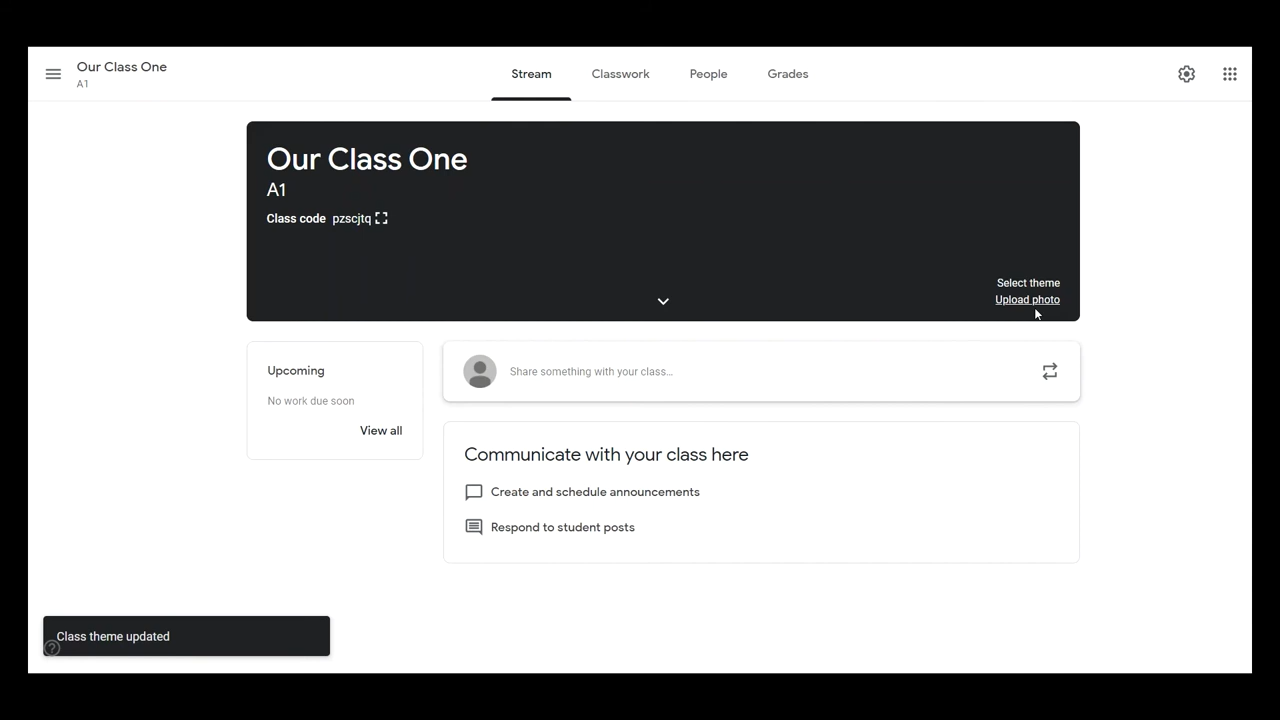 Our Class One
A1
Stream
Classwork
People
Grades
Our Class One
A1
Class code pzscjtq
Select theme
Upload photo
Upcoming
No work due soon
View all
Share something with your class...
Communicate with your class here
Create and schedule announcements
Respond to student posts
Class theme updated
?